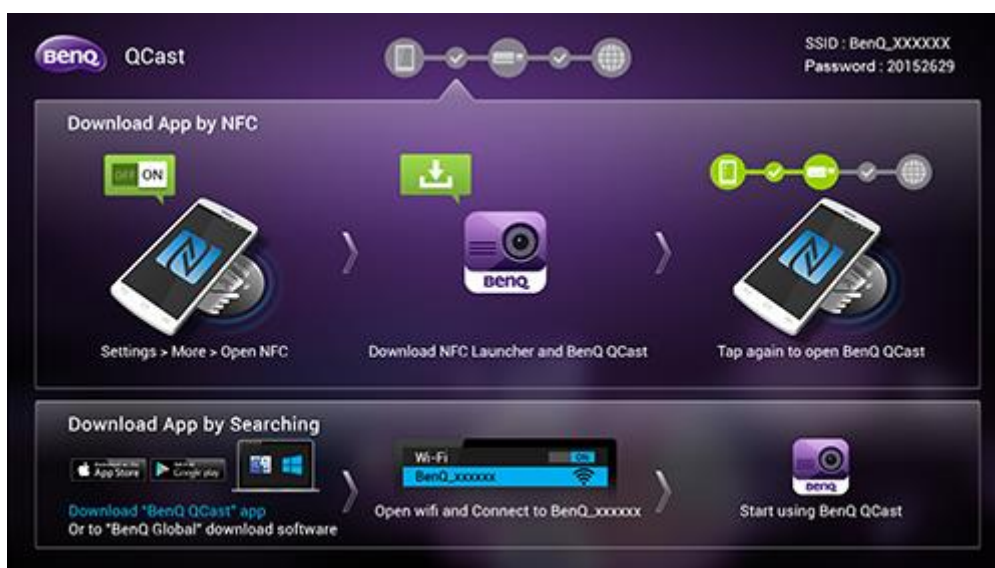 BenQ QCast
SSID : BenQ_XXXXXX
Password : 20152629
Download App by NFC
OFF ON
BenQ
Settings > More > Open NFC
Download NFC Launcher and BenQ QCast
Tap again to open BenQ QCast
Download App by Searching
App Store
Google play
Wi-Fi ON
BenQ_xxxxxx
BenQ
Download "BenQ QCast" app
Or to "BenQ Global" download software
Open wifi and Connect to BenQ_xxxxxx
Start using BenQ QCast